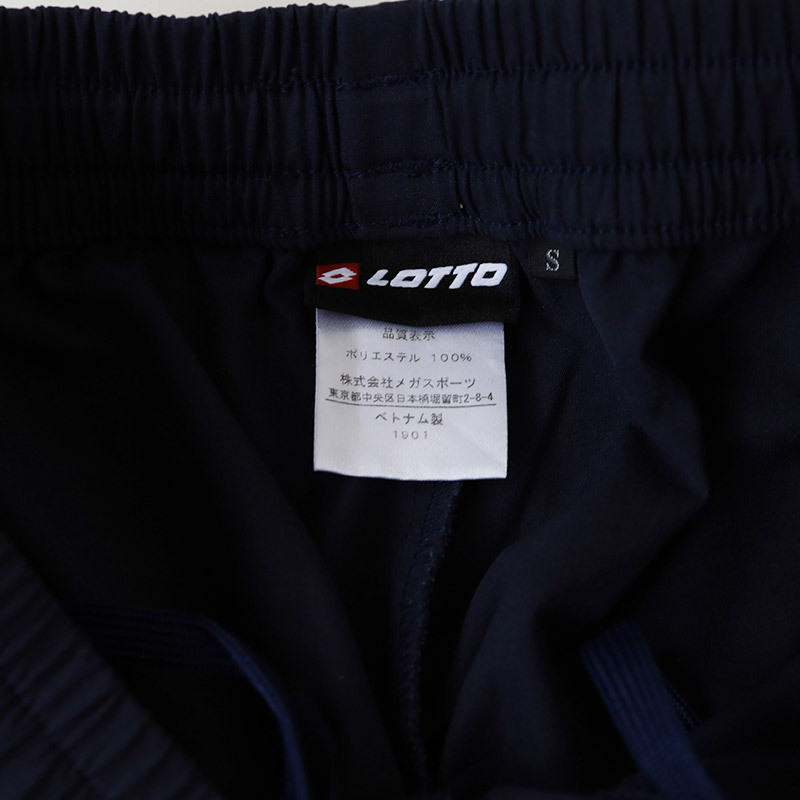 LOTTO
S
品質表示
ポリエステル 100%
株式会社メガスポーツ
東京都中央区日本橋堀留町2-8-4
ベトナム製
1901